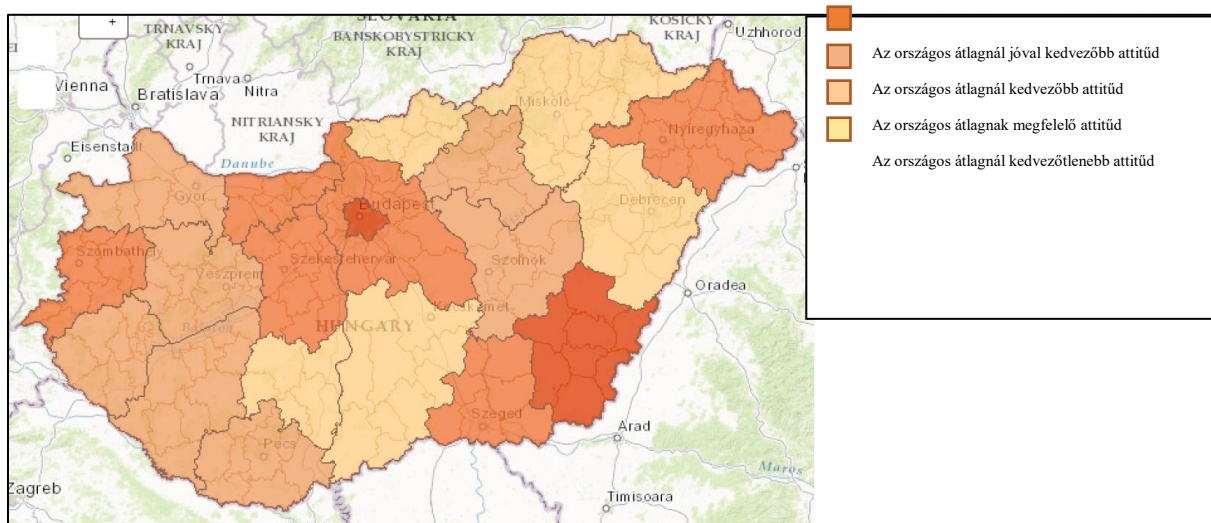 +
SLOVAKIA
TRNAVSKY
KRAJ
BANSKOBYSTRICKY
KRAJ
KOSICKY
KRAJ
Uzhhorod
Vienna
Trnava
Nitra
Bratislava
NITRIANSKY
KRAJ
Eisenstadt
Danube
Miskolc
Nyíregyháza
Győr
Budapest
Debrecen
Szombathely
Veszprém
Székesfehérvár
Szolnok
Oradea
Kecskemét
Balaton
HUNGARY
Szeged
Arad
Pécs
Maros
Zagreb
Timisoara
Az országos átlagnál jóval kedvezőbb attitűd
Az országos átlagnál kedvezőbb attitűd
Az országos átlagnak megfelelő attitűd
Az országos átlagnál kedvezőtlenebb attitűd